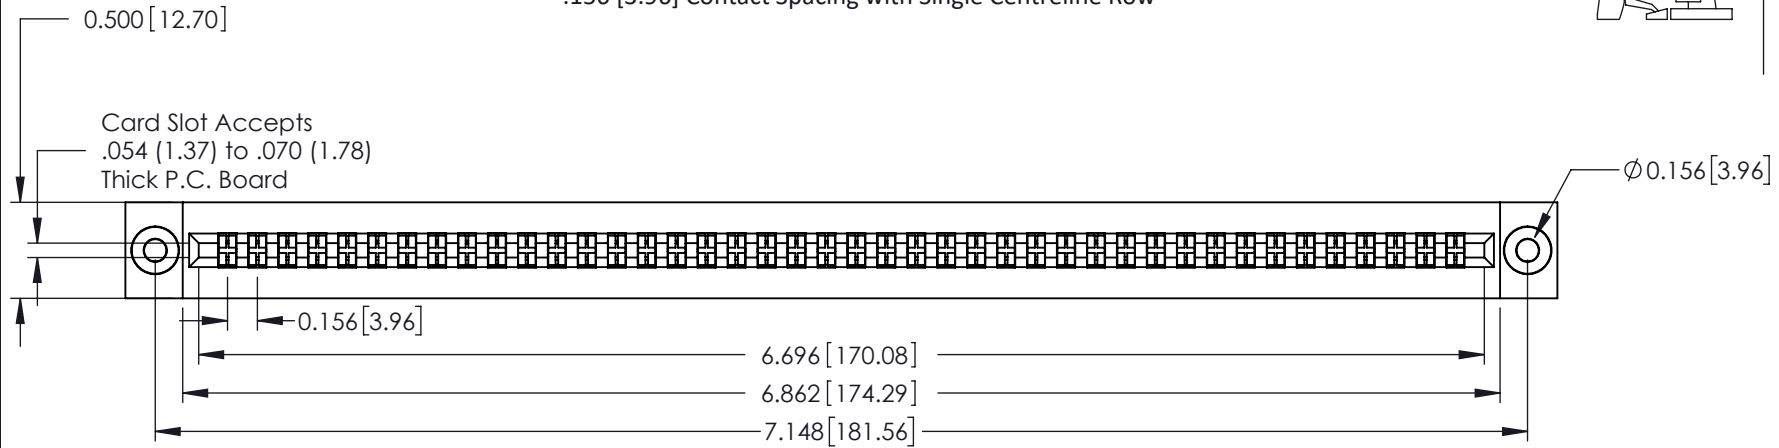 .156 [3.96] Contact Spacing with Single Centreline Row
0.500 [12.70]
Card Slot Accepts
.054 (1.37) to .070 (1.78)
Thick P.C. Board
Ø0.156 [3.96]
0.156 [3.96]
6.696 [170.08]
6.862 [174.29]
7.148 [181.56]